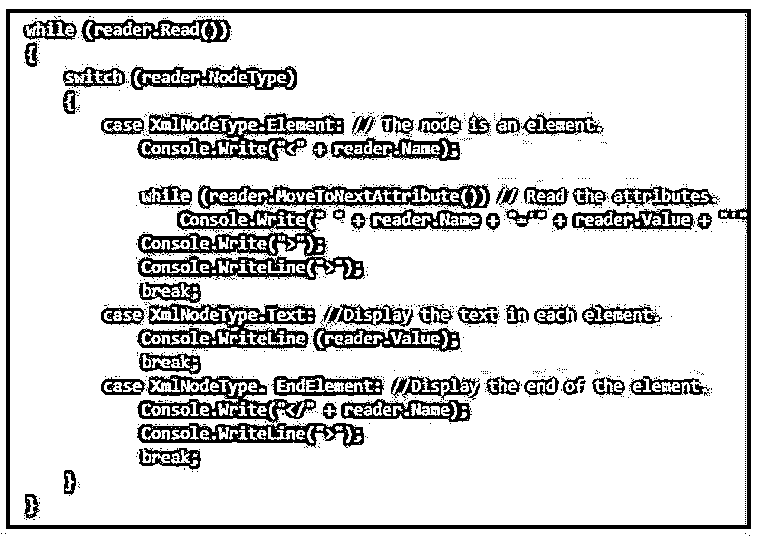 while (reader.Read())
{
switch (reader.NodeType)
{
case XmlNodeType.Element: // The node is an element.
Console.Write("<" + reader.Name);
while (reader.MoveToNextAttribute()) // Read the attributes.
Console.Write(" " + reader.Name + "='" + reader.Value + "'"
Console.Write(">");
Console.WriteLine(">");
break;
case XmlNodeType.Text: //Display the text in each element.
Console.WriteLine (reader.Value);
break;
case XmlNodeType. EndElement: //Display the end of the element.
Console.Write("</" + reader.Name);
Console.WriteLine(">");
break;
}
}